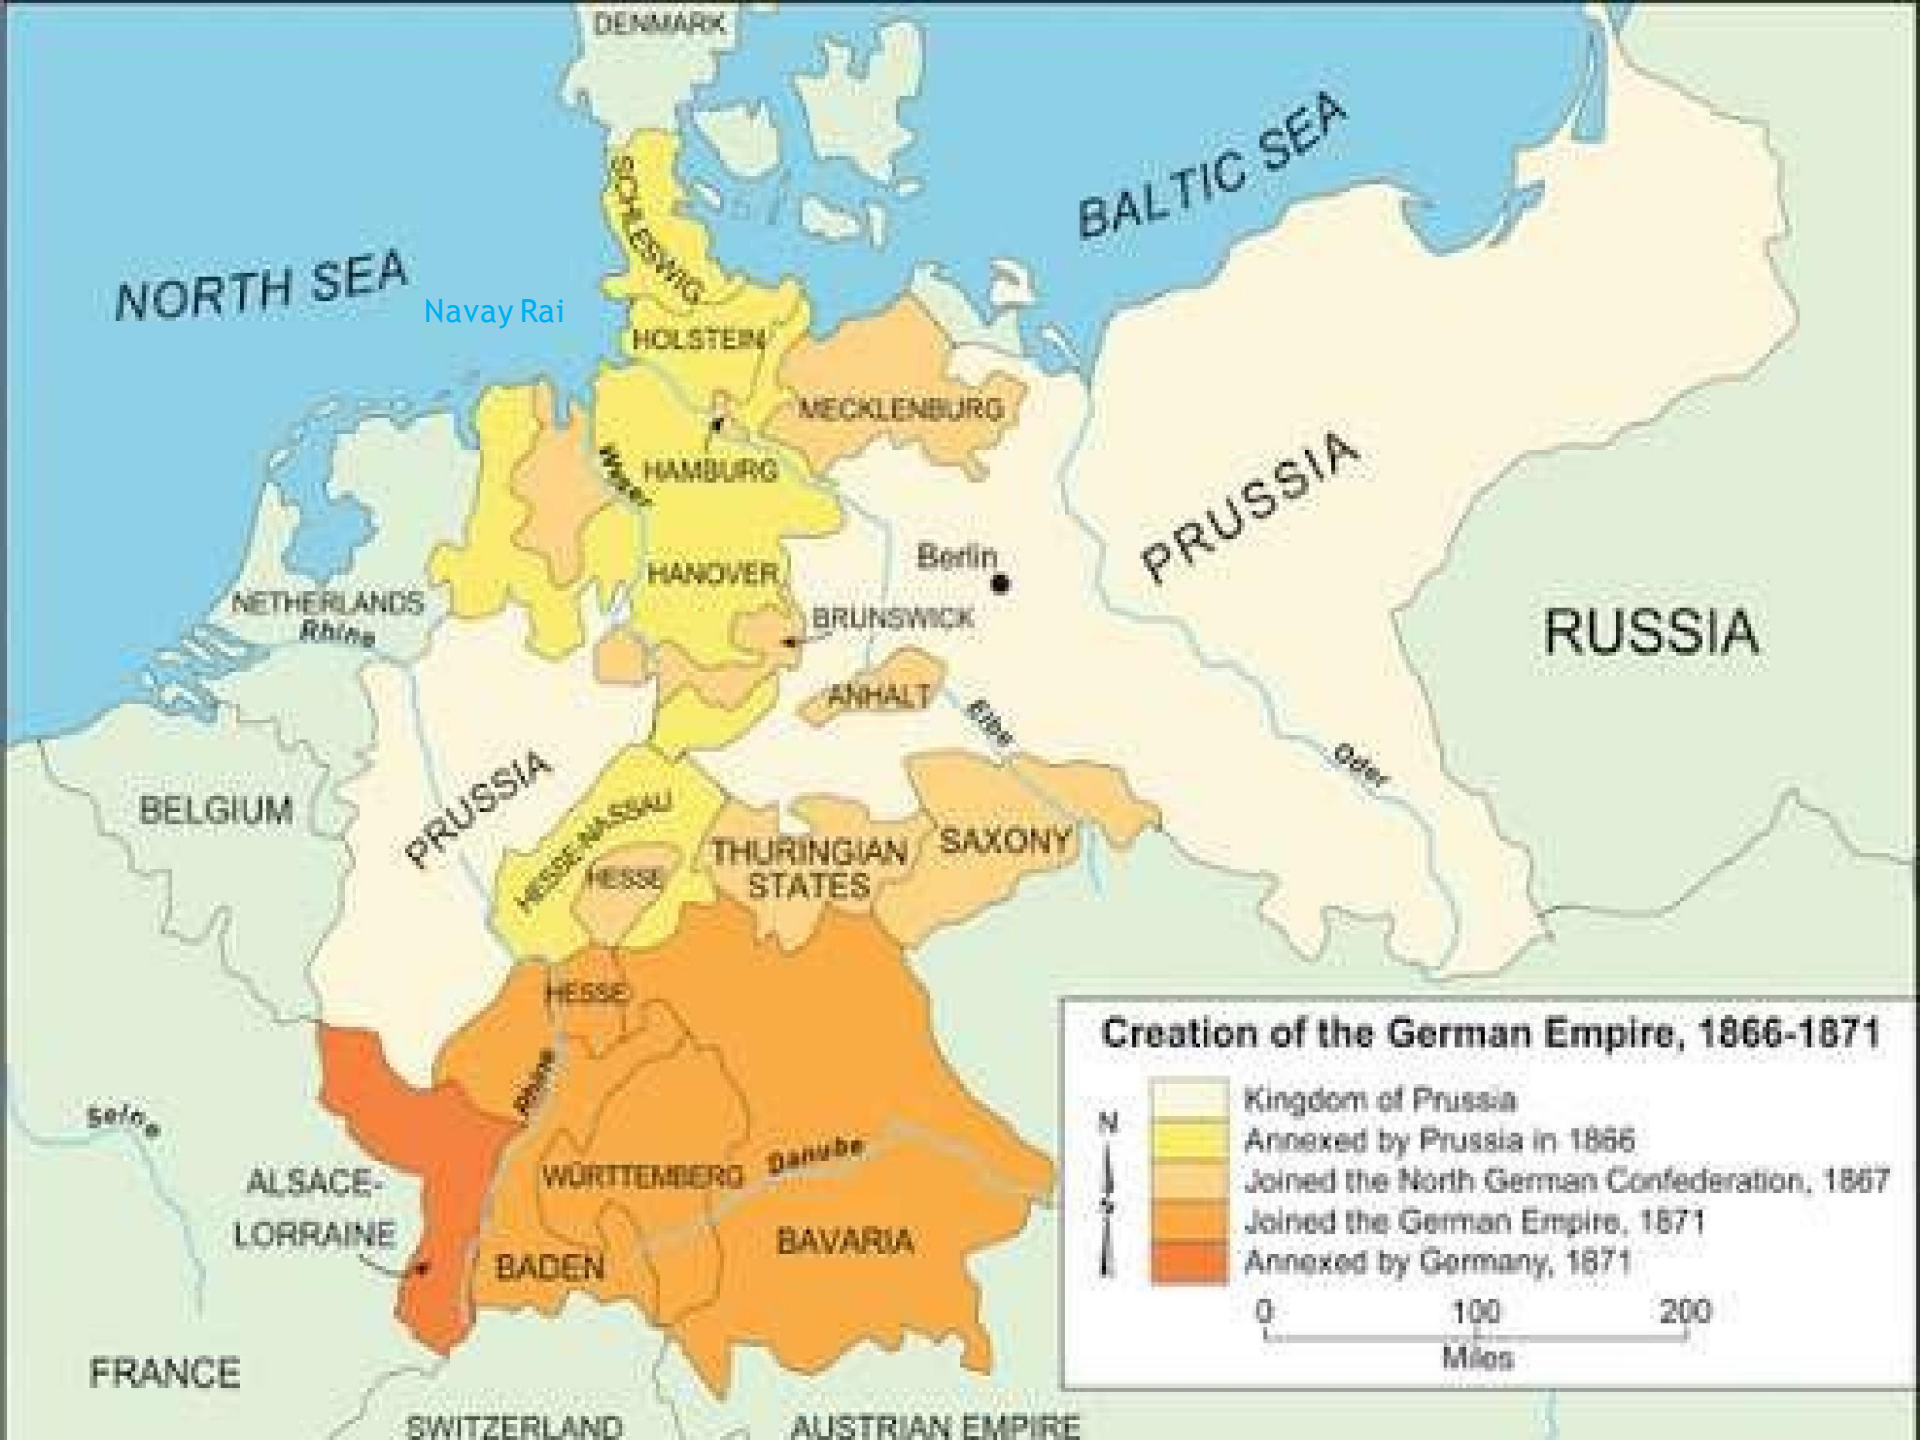 DENMARK
BALTIC SEA
SCHLESWIG
NORTH SEA
Navay Rai
HOLSTEIN
MECKLENBURG
Weser
HAMBURG
PRUSSIA
Berlin
HANOVER
NETHERLANDS
Rhine
BRUNSWICK
RUSSIA
ANHALT
Elbe
Oder
PRUSSIA
BELGIUM
HESSE-NASSAU
HESSE
THURINGIAN
STATES
SAXONY
HESSE
Rhine
Seine
Danube
ALSACE-
LORRAINE
WÜRTTEMBERG
BADEN
BAVARIA
FRANCE
SWITZERLAND
AUSTRIAN EMPIRE
Creation of the German Empire, 1866-1871
N
S
Kingdom of Prussia
Annexed by Prussia in 1866
Joined the North German Confederation, 1867
Joined the German Empire, 1871
Annexed by Germany, 1871
0 100 200
Miles